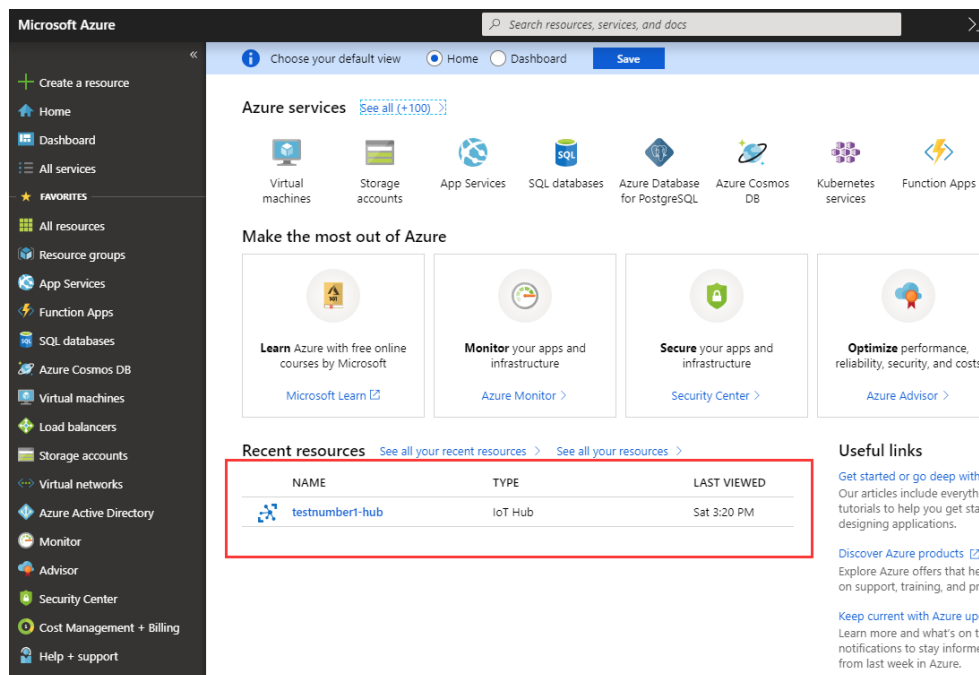 Microsoft Azure
Search resources, services, and docs
Choose your default view
Home
Dashboard
Save
Create a resource
Home
Dashboard
All services
FAVORITES
All resources
Resource groups
App Services
Function Apps
SQL databases
Azure Cosmos DB
Virtual machines
Load balancers
Storage accounts
Virtual networks
Azure Active Directory
Monitor
Advisor
Security Center
Cost Management + Billing
Help + support
Azure services
See all (+100)
SQL
Virtual
machines
Storage
accounts
App Services
SQL databases
Azure Database
for PostgreSQL
Azure Cosmos
DB
Kubernetes
services
Function Apps
Make the most out of Azure
Learn Azure with free online
courses by Microsoft
Microsoft Learn
Monitor your apps and
infrastructure
Azure Monitor >
Secure your apps and
infrastructure
Security Center >
Optimize performance,
reliability, security, and costs
Azure Advisor >
Recent resources
See all your recent resources >
See all your resources >
NAME TYPE LAST VIEWED
testnumber1-hub IoT Hub Sat 3:20 PM
Useful links
Get started or go deep with
Our articles include everyth
tutorials to help you get sta
designing applications.
Discover Azure products
Explore Azure offers that he
on support, training, and pr
Keep current with Azure up
Learn more and what's on t
notifications to stay informe
from last week in Azure.